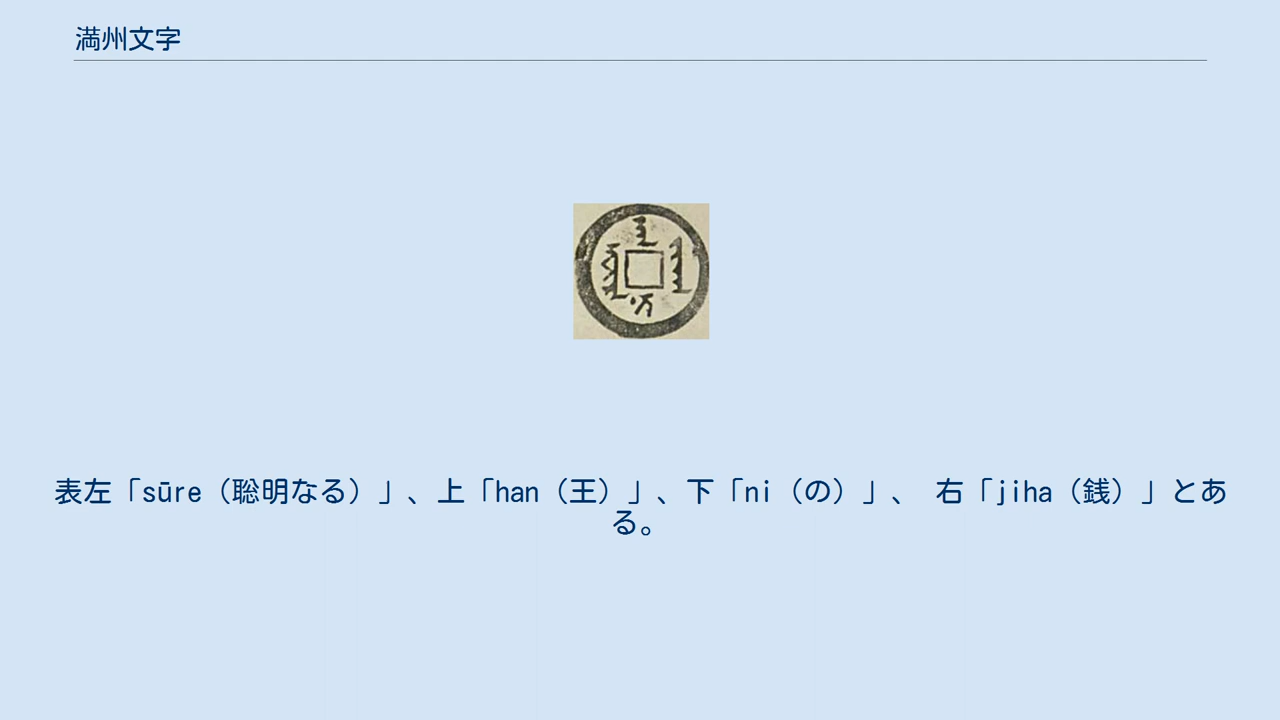 満州文字
表左「sūre（聡明なる）」、上「han（王）」、下「ni（の）」、 右「jiha（銭）」とあ
る。